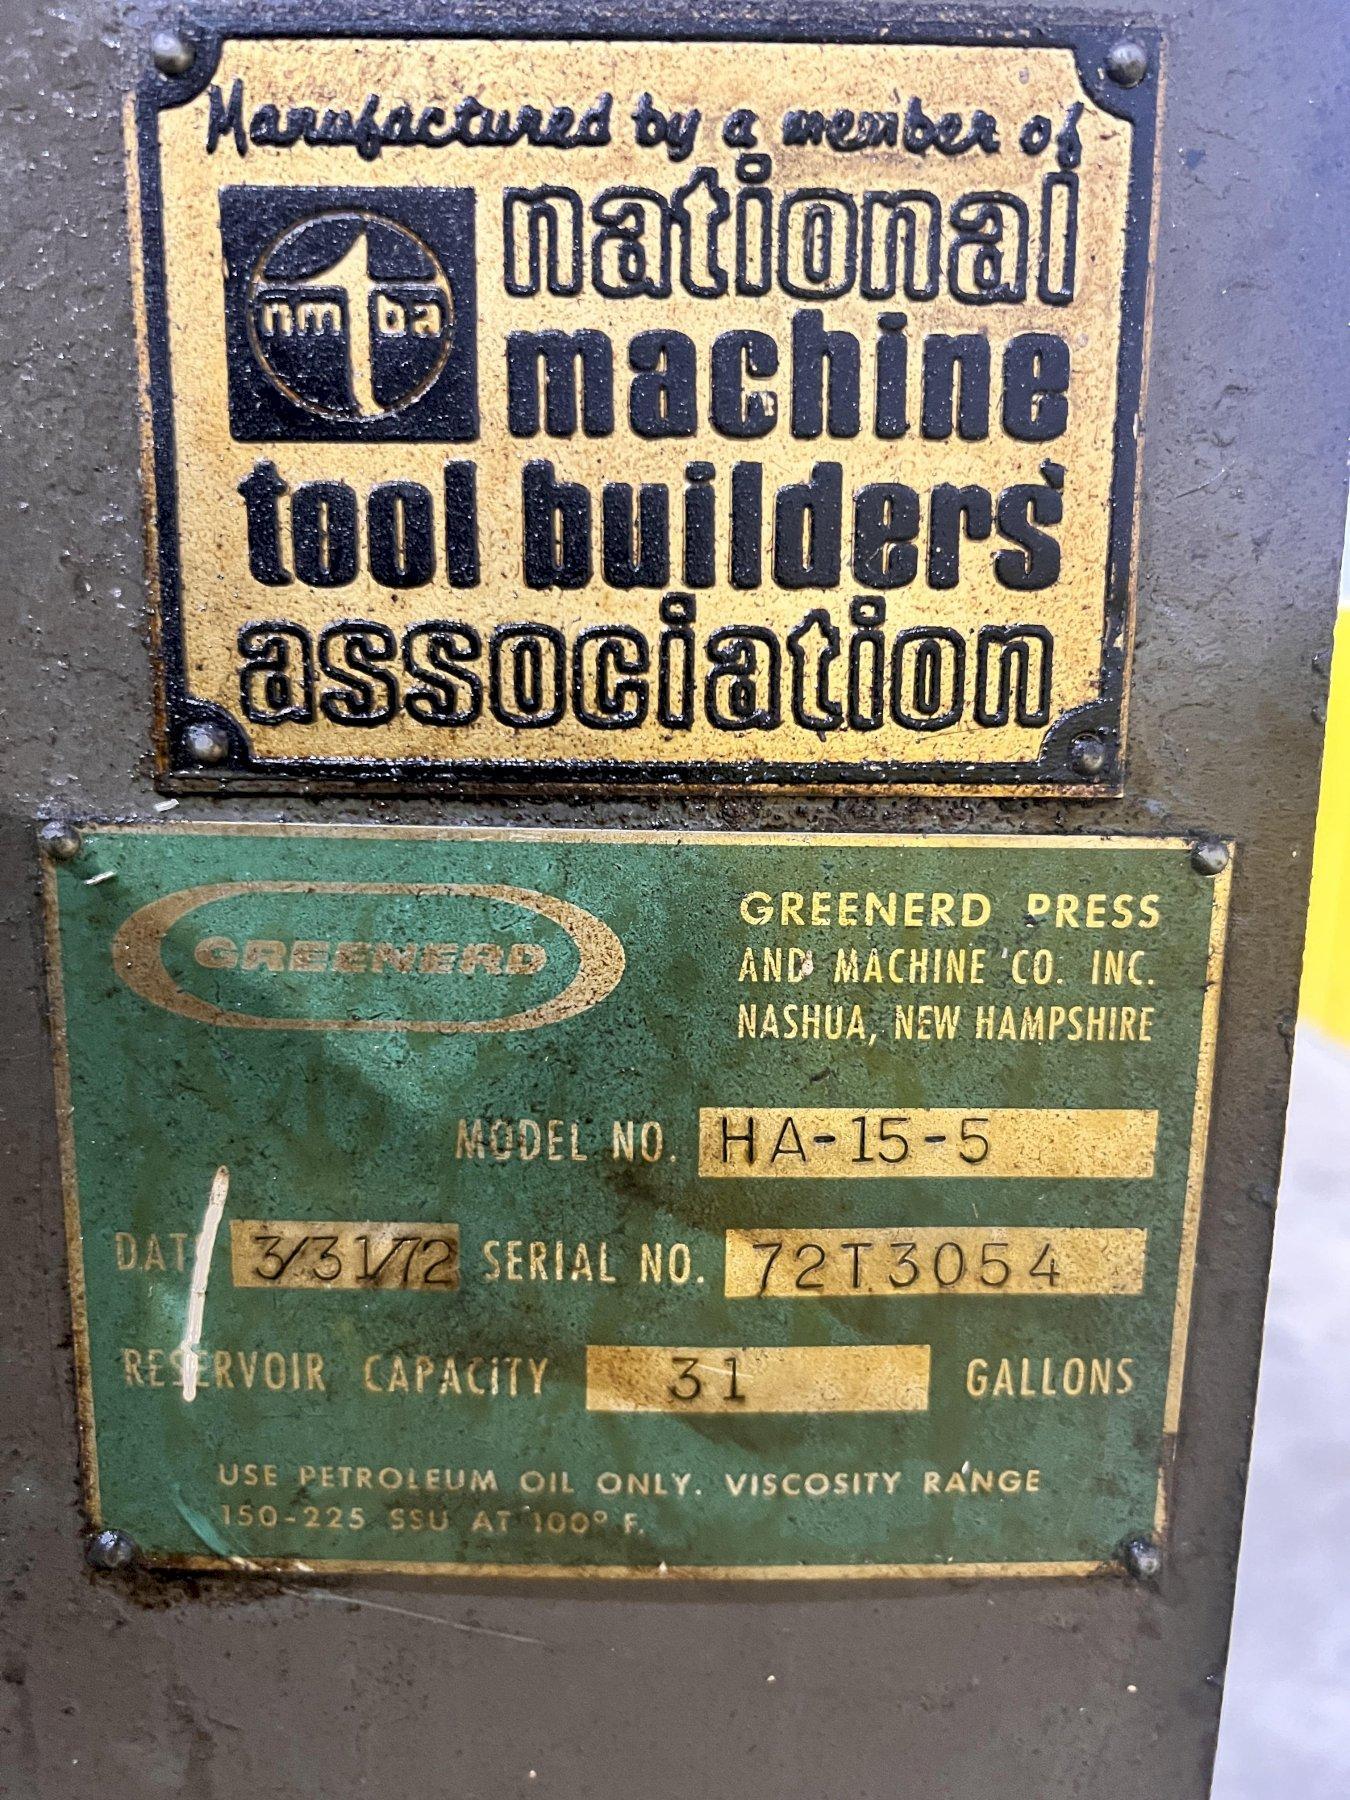 Manufactured by a member of
nmtba
national
machine
tool builders'
association
GREENERD
GREENERD PRESS
AND MACHINE CO. INC.
NASHUA, NEW HAMPSHIRE
MODEL NO. HA-15-5
DATE 3/31/72 SERIAL NO. 72T3054
RESERVOIR CAPACITY 31 GALLONS
USE PETROLEUM OIL ONLY. VISCOSITY RANGE
150-225 SSU AT 100° F.